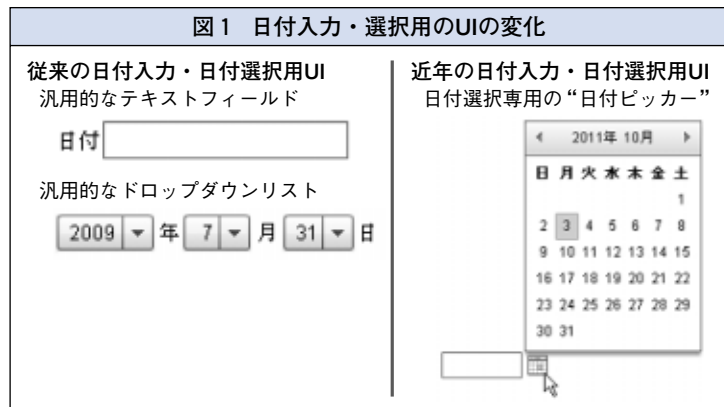 図1 日付入力・選択用のUIの変化
従来の日付入力・日付選択用UI
汎用的なテキストフィールド
日付
汎用的なドロップダウンリスト
2009 年 7 月 31 日
近年の日付入力・日付選択用UI
日付選択専用の“日付ピッカー”
2011年 10月
日 月 火 水 木 金 土
1
2 3 4 5 6 7 8
9 10 11 12 13 14 15
16 17 18 19 20 21 22
23 24 25 26 27 28 29
30 31